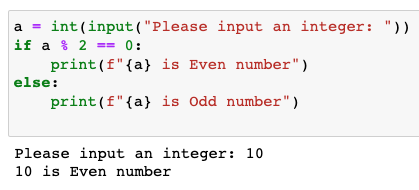 a = int(input("Please input an integer: "))
if a % 2 == 0:
    print(f"{a} is Even number")
else:
    print(f"{a} is Odd number")
Please input an integer: 10
10 is Even number